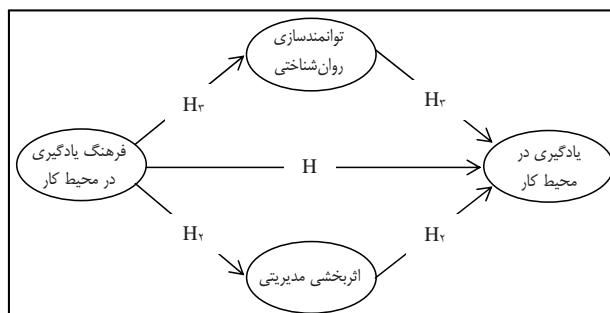 توانمندسازی
روان‌شناختی
H۳
H۳
فرهنگ یادگیری
در محیط کار
H
یادگیری در
محیط کار
H۲
H۲
اثربخشی مدیریتی